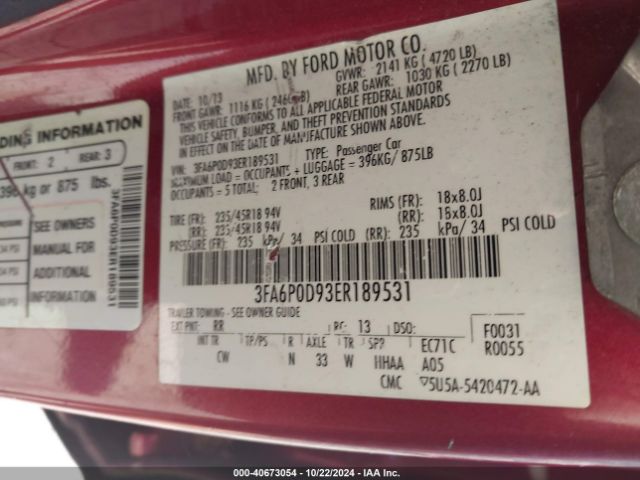 MFD. BY FORD MOTOR CO.
DATE: 10/13 GVWR: 2141 KG ( 4720 LB)
FRONT GAWR: 1116 KG ( 2460 LB) REAR GAWR: 1030 KG ( 2270 LB)
THIS VEHICLE CONFORMS TO ALL APPLICABLE FEDERAL MOTOR
VEHICLE SAFETY, BUMPER, AND THEFT PREVENTION STANDARDS
IN EFFECT ON THE DATE OF MANUFACTURE SHOWN ABOVE.
VIN: 3FA6P0D93ER189531 TYPE: Passenger Car
MAXIMUM LOAD = OCCUPANTS + LUGGAGE = 396KG/ 875LB
OCCUPANTS = 5 TOTAL; 2 FRONT, 3 REAR
TIRE (FR): 235/45R18 94V RIMS (FR): 18x8.0J
(RR): 235/45R18 94V (RR): 18x8.0J
PRESSURE (FR): 235 kPa/ 34 PSI COLD (RR): 235 kPa/ 34 PSI COLD
3FA6P0D93ER189531
TRAILER TOWING - SEE OWNER GUIDE
EXT PNT: RR RC: 13 DSO: F0031
INT TR TP/PS R AXLE TR SPR EC71C R0055
CW N 33 W HHAA A05
CMC 5U5A-5420472-AA
DING INFORMATION
FRONT: 2 REAR: 3
396 kg or 875 lbs.
SEE OWNERS
MANUAL FOR
ADDITIONAL
INFORMATION
3FA6P0D93ER189531
000-40673054 - 10/22/2024 - IAA Inc.